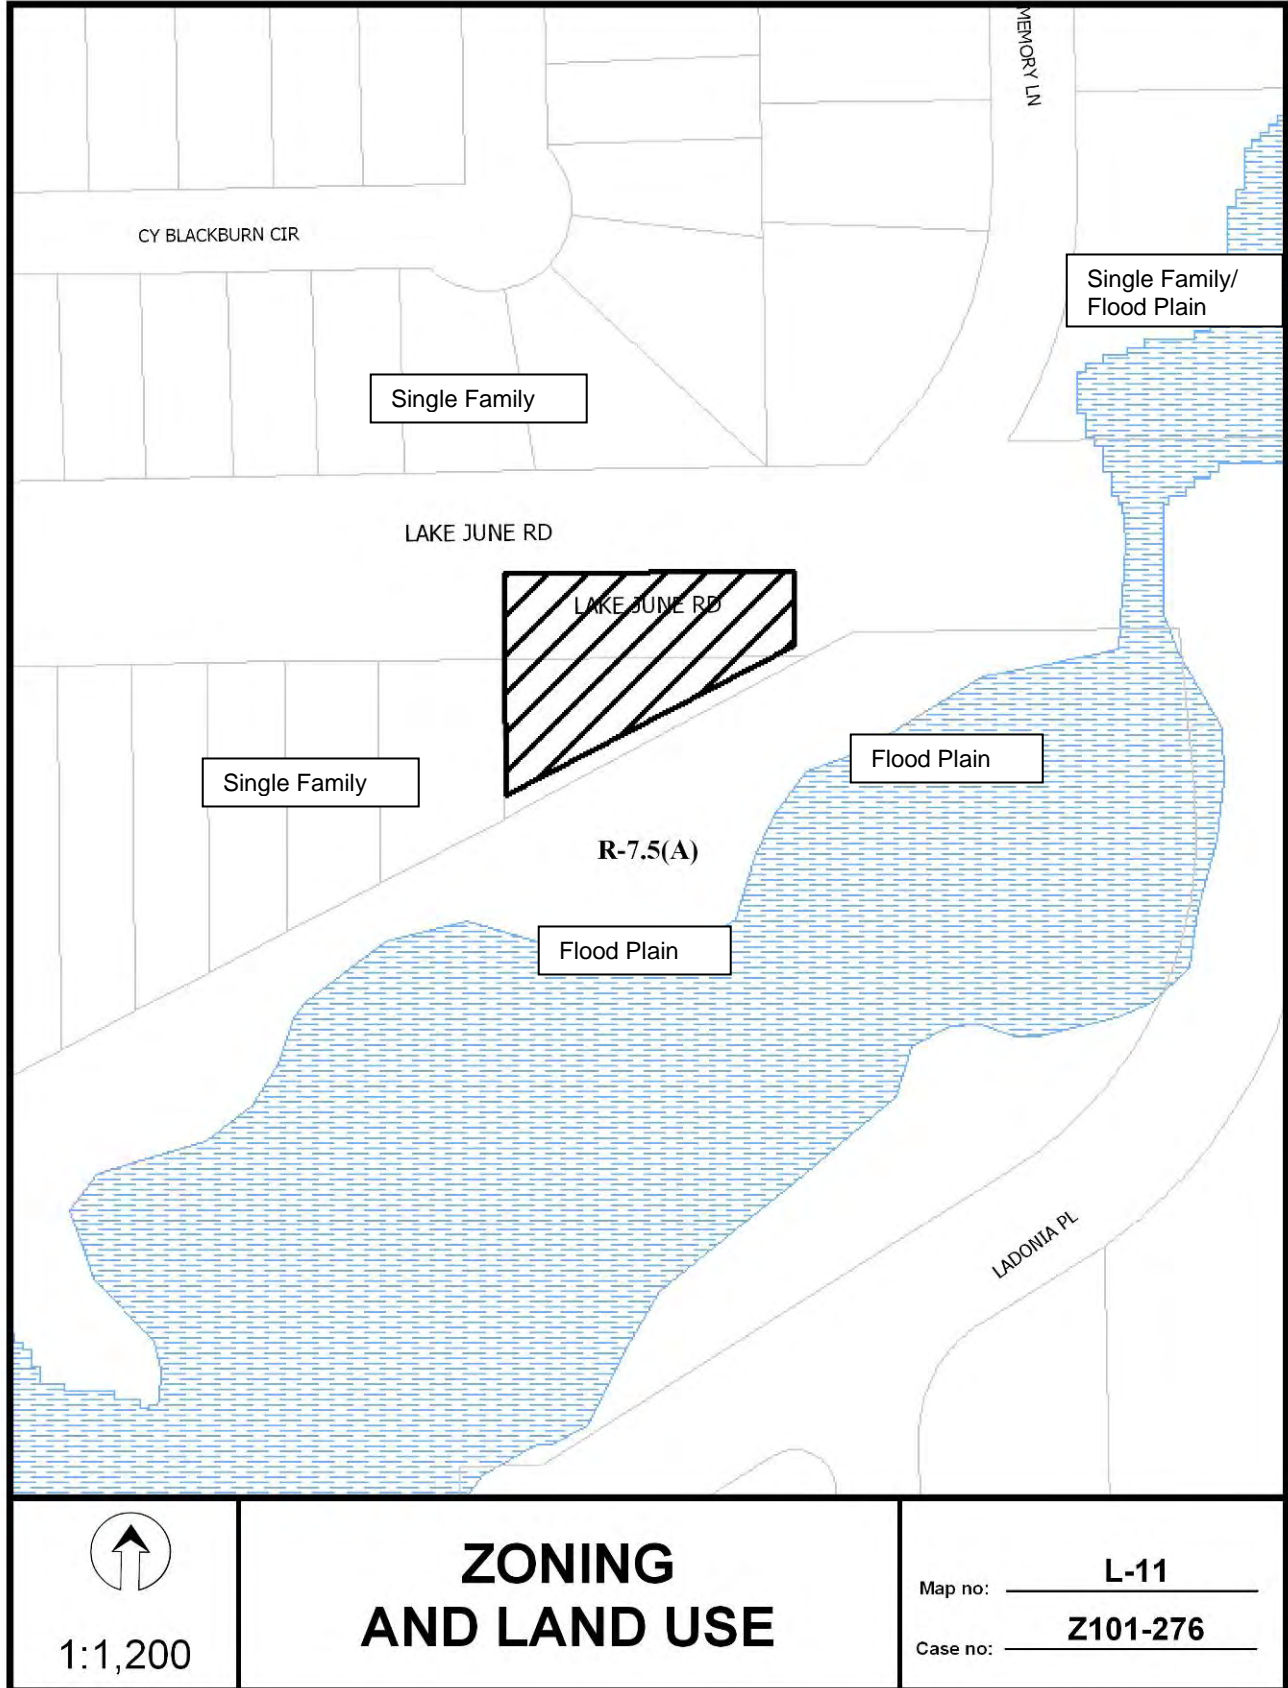 MEMORY LN
CY BLACKBURN CIR
Single Family/
Flood Plain
Single Family
LAKE JUNE RD
LAKE JUNE RD
Flood Plain
Single Family
R-7.5(A)
Flood Plain
LADONIA PL
1:1,200
ZONING
AND LAND USE
Map no: L-11
Case no: Z101-276